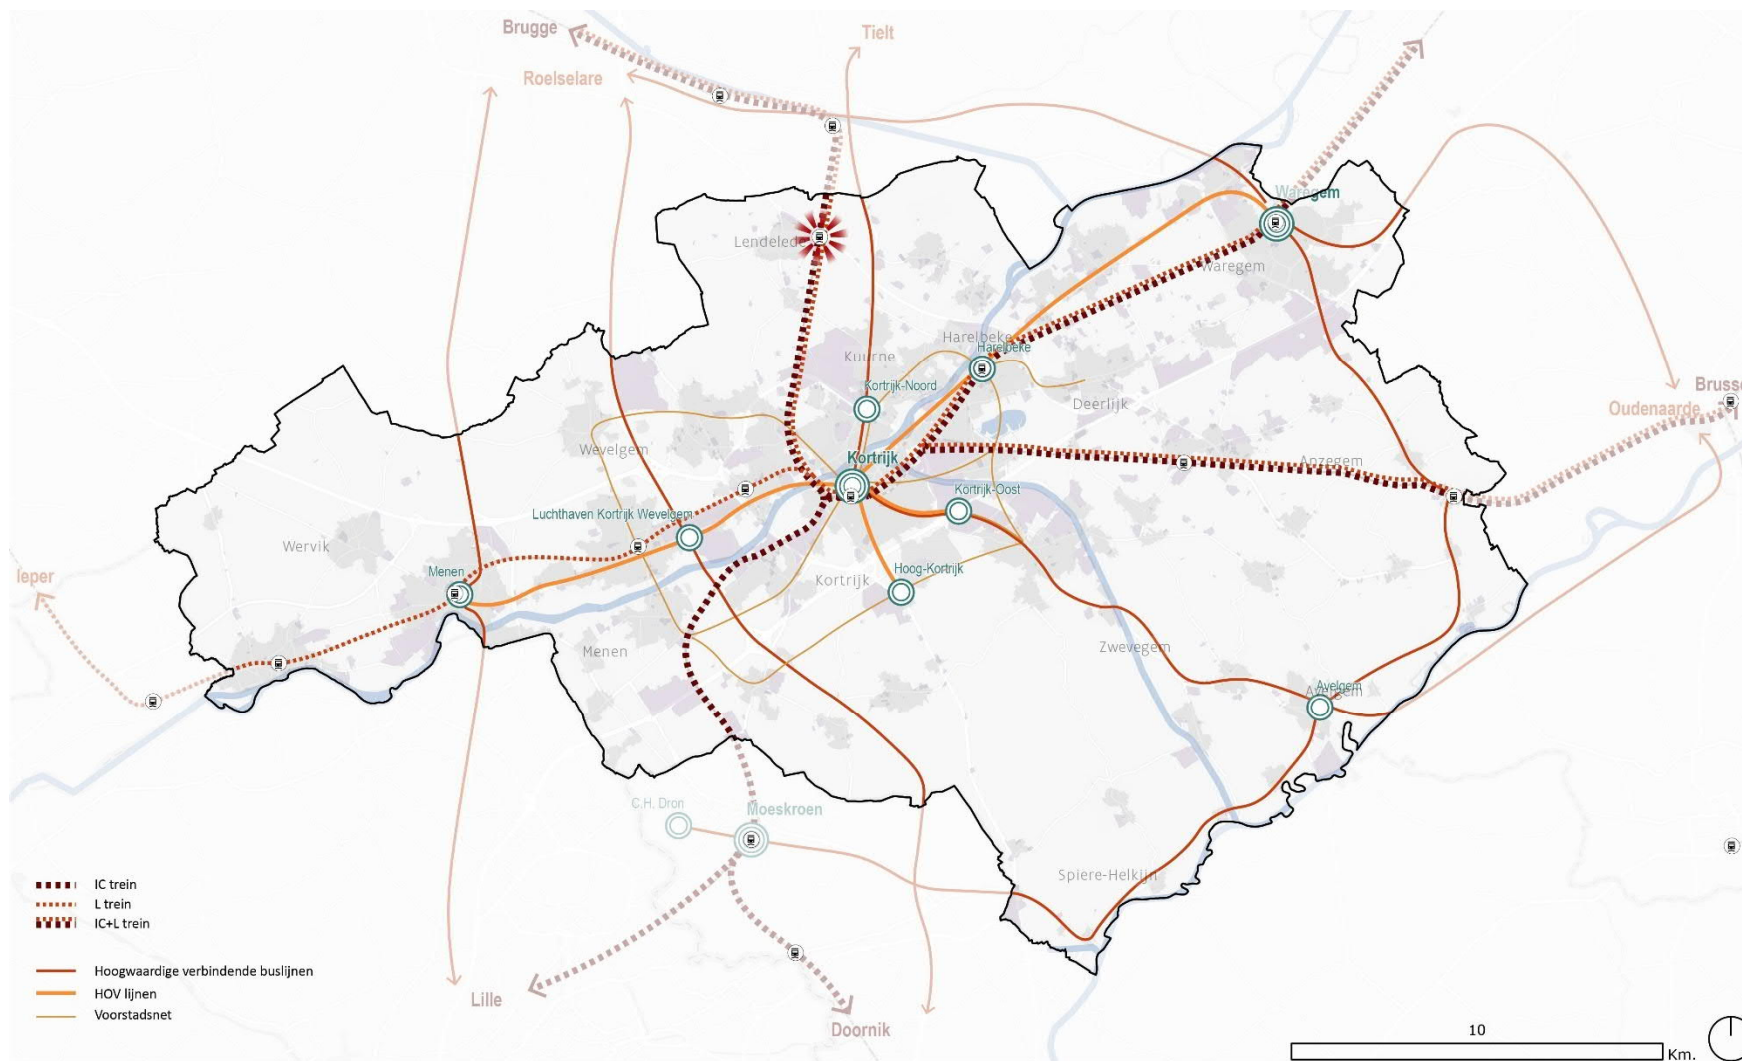 Brugge
Tielt
Roelselare
Waregem
Lendelede
Waregem
Harelbeke
Harelbeke
Kuurne
Kortrijk-Noord
Deerlijk
Brusse
Oudenaarde
Wevelgem
Kortrijk
Anzegem
Kortrijk-Oost
Luchthaven Kortrijk Wevelgem
Wervik
Ieper
Menen
Kortrijk
Hoog-Kortrijk
Menen
Zwevegem
Avelgem
Avelgem
C.H. Dron
Moeskroen
Spiere-Helkijn
IC trein
L trein
IC+L trein
Hoogwaardige verbindende buslijnen
HOV lijnen
Voorstadsnet
Lille
Doornik
10
Km.